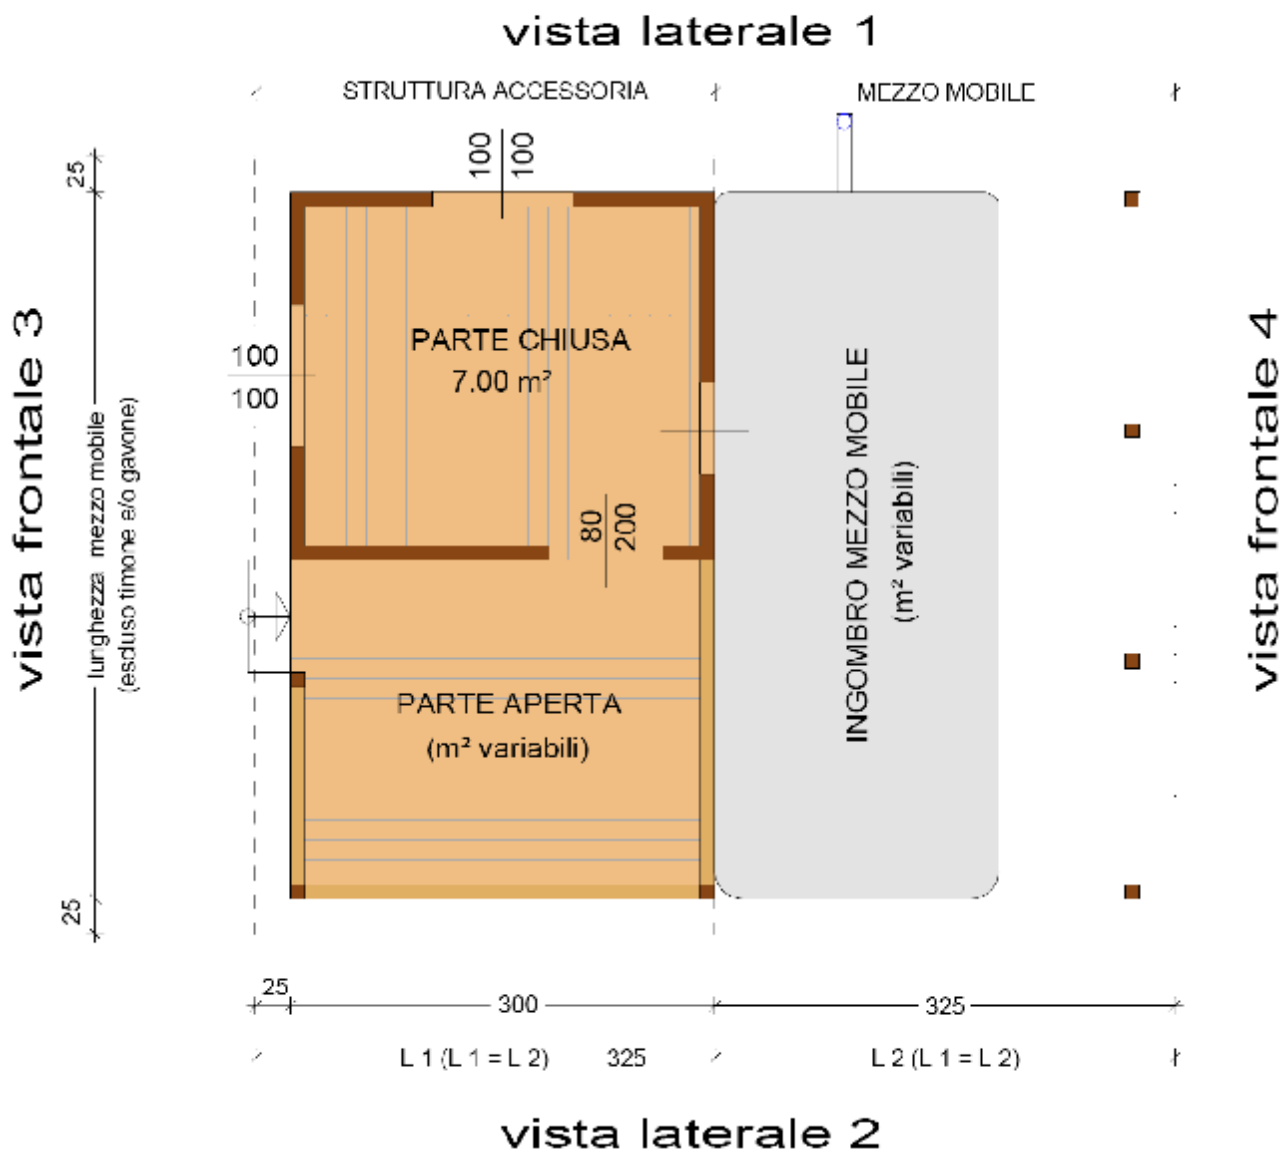 vista laterale 1
STRUTTURA ACCESSORIA
MEZZO MOBILE
25
100
100
vista frontale 3
lunghezza mezzo mobile
(escluso timone e/o gavone)
100
100
PARTE CHIUSA
7.00 m²
80
200
INGOMBRO MEZZO MOBILE
(m² variabili)
vista frontale 4
PARTE APERTA
(m² variabili)
25
25
300
325
L 1 (L 1 = L 2)
325
L 2 (L 1 = L 2)
vista laterale 2